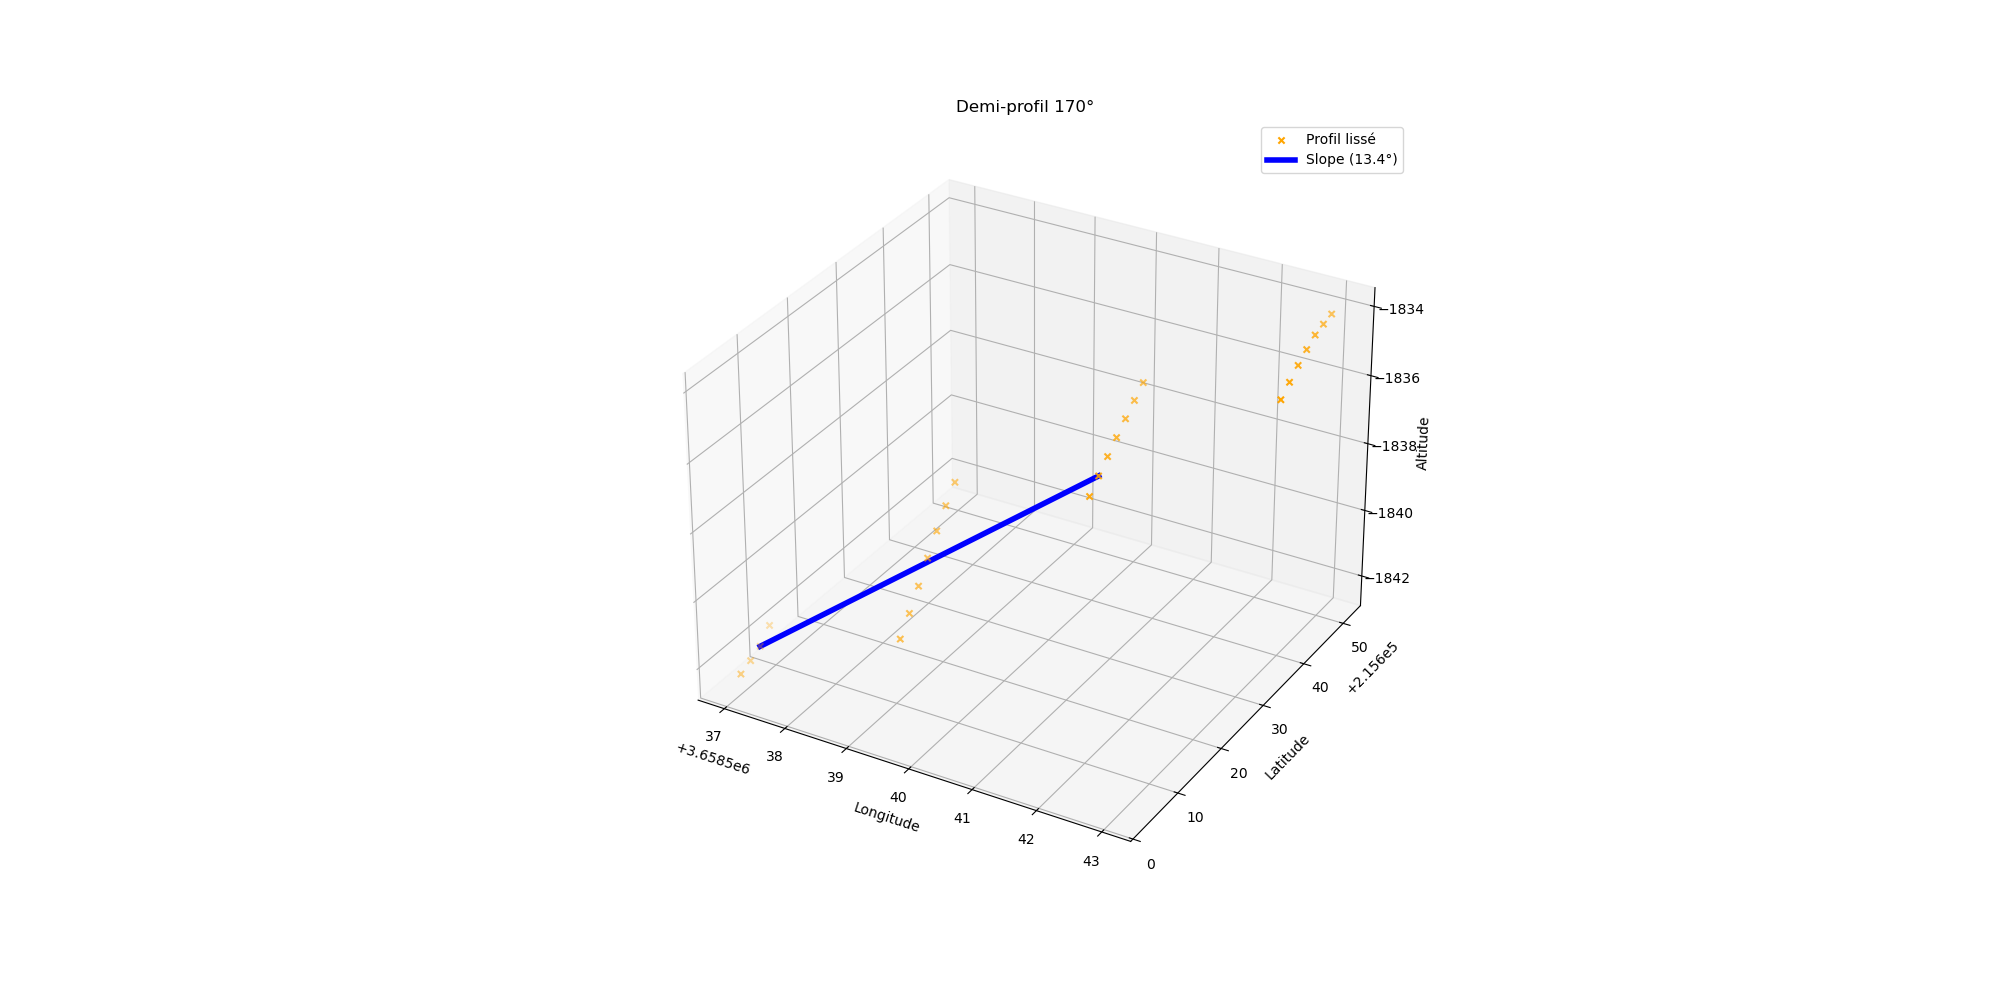 Demi-profil 170°
Profil lissé
Slope (13.4°)
−1834
−1836
−1838
−1840
−1842
Altitude
50
40
30
20
10
0
+2.156e5
Latitude
37
38
39
40
41
42
43
+3.6585e6
Longitude